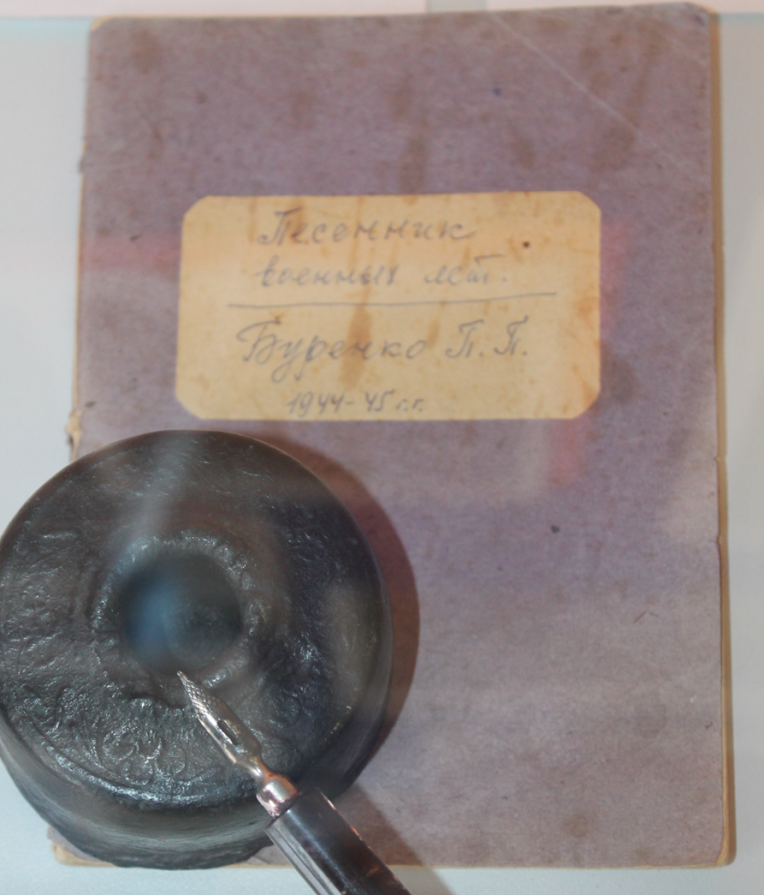 Песенник
военных лет.
Буренко П. П.
1944-45 г.г.